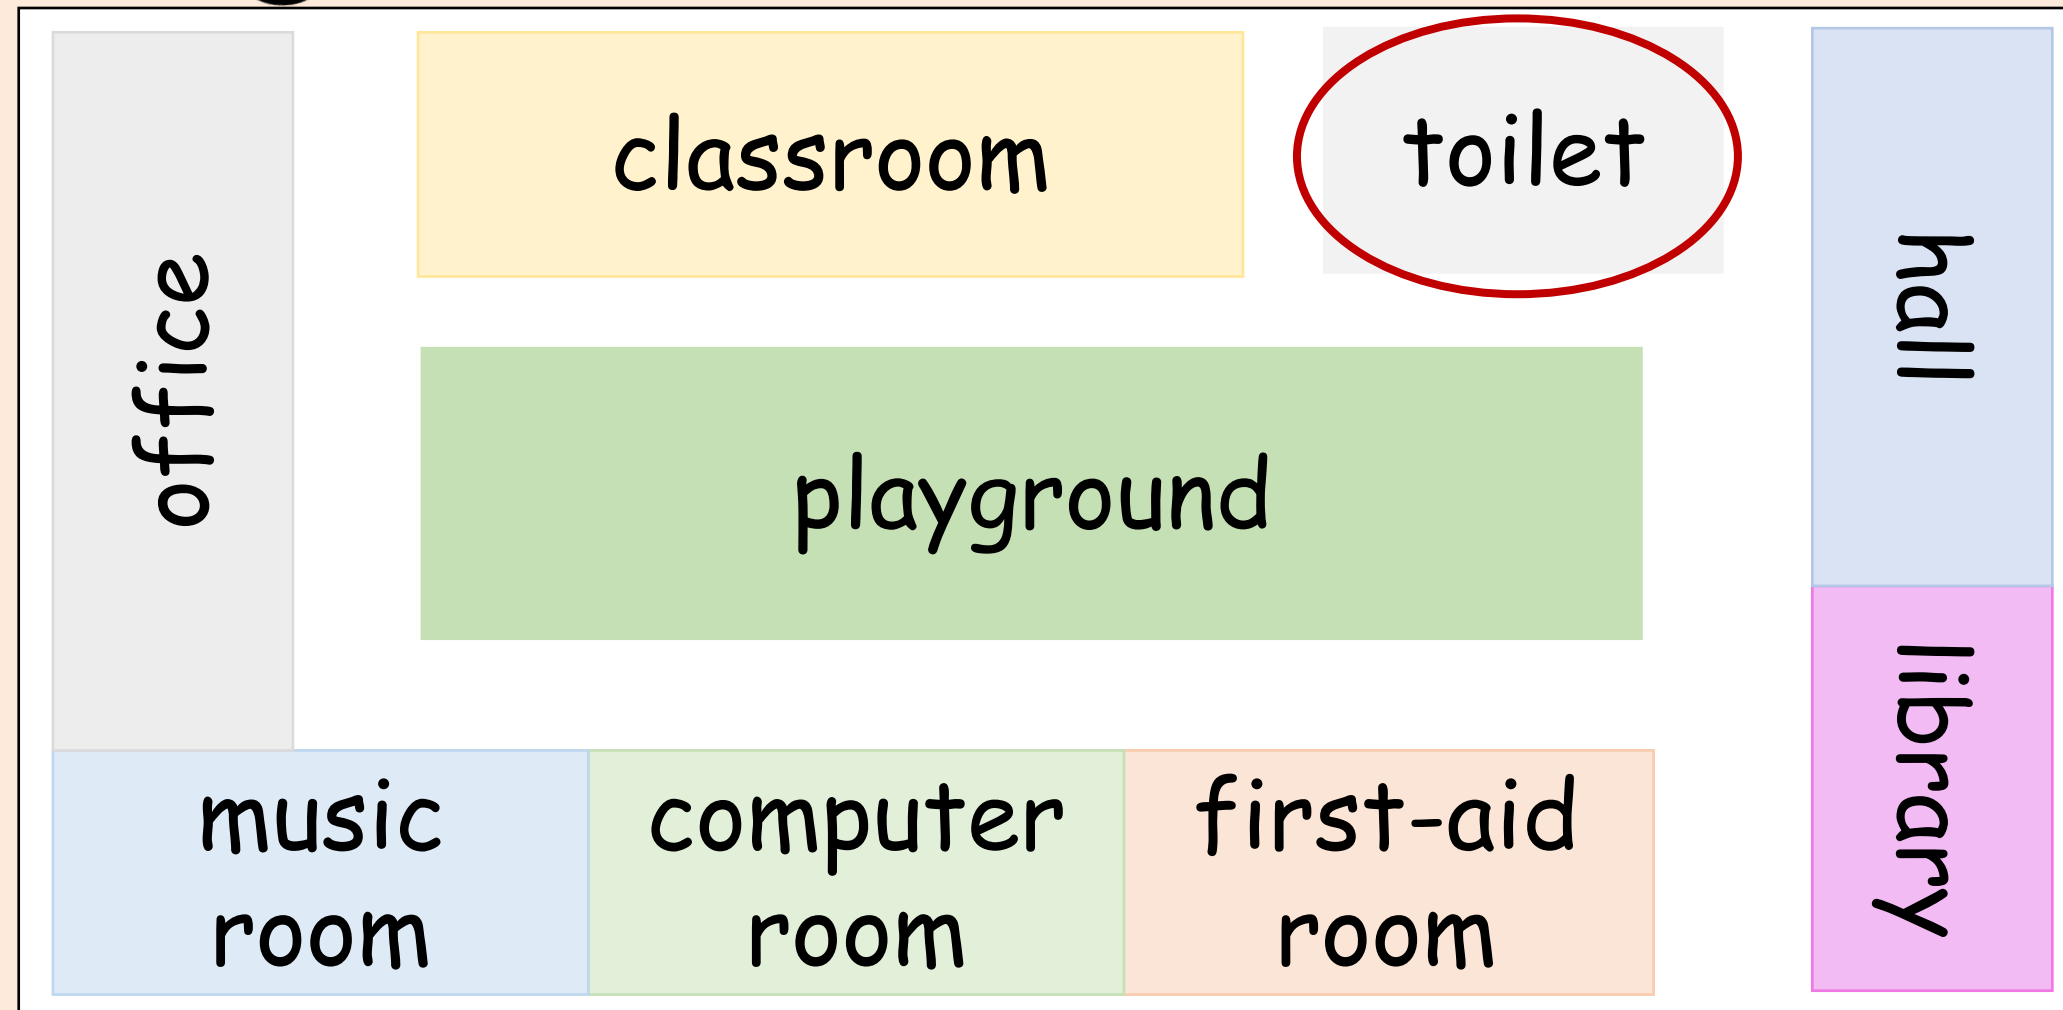 classroom
toilet
office
hall
playground
library
music
room
computer
room
first-aid
room